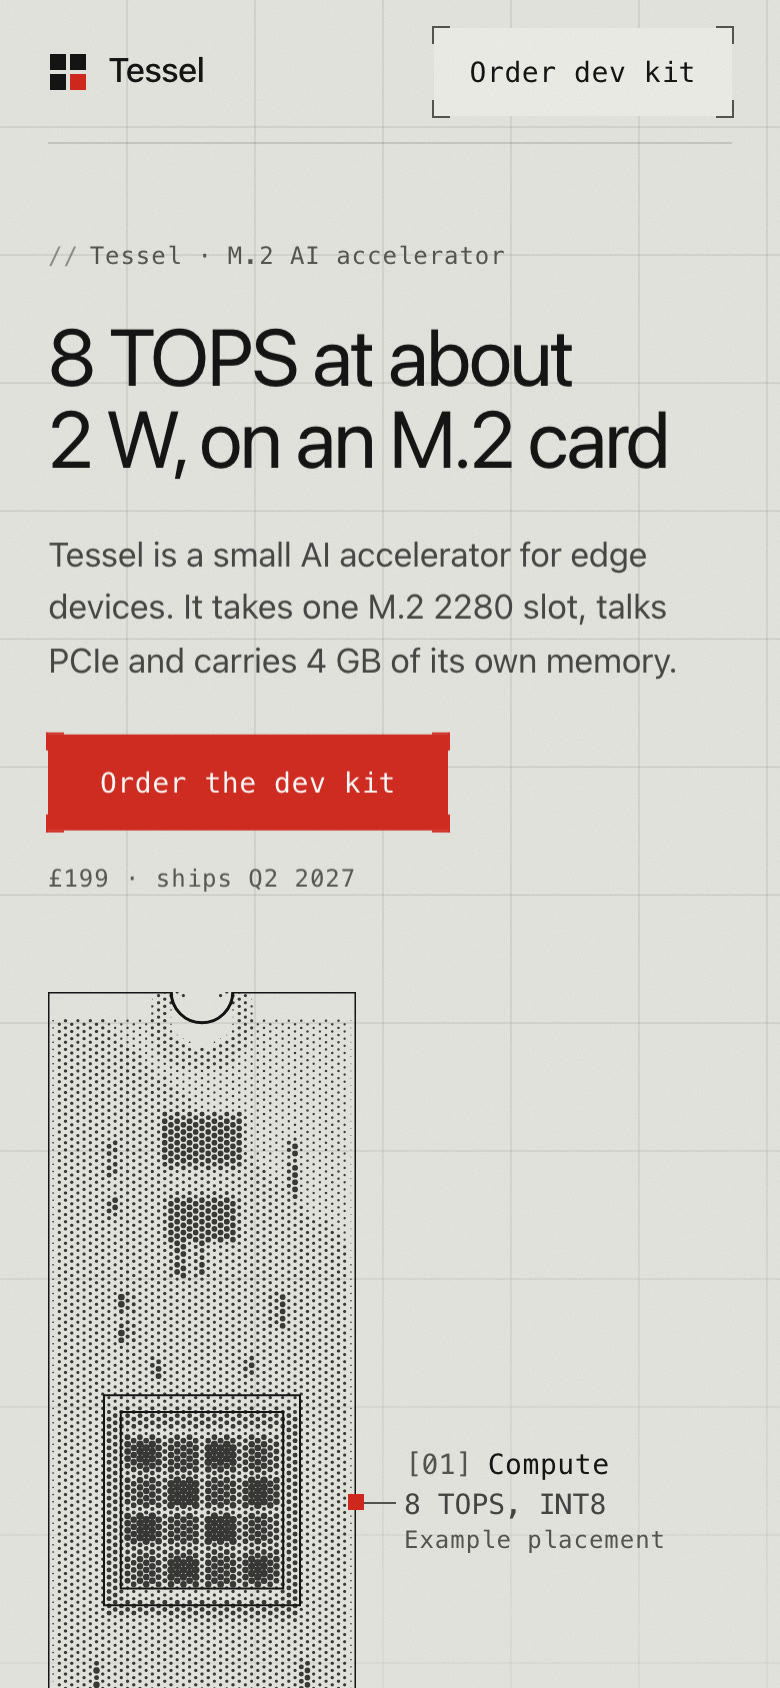 Tessel
Order dev kit
// Tessel · M.2 AI accelerator
8 TOPS at about
2 W, on an M.2 card
Tessel is a small AI accelerator for edge
devices. It takes one M.2 2280 slot, talks
PCIe and carries 4 GB of its own memory.
Order the dev kit
£199 · ships Q2 2027
[01] Compute
8 TOPS, INT8
Example placement